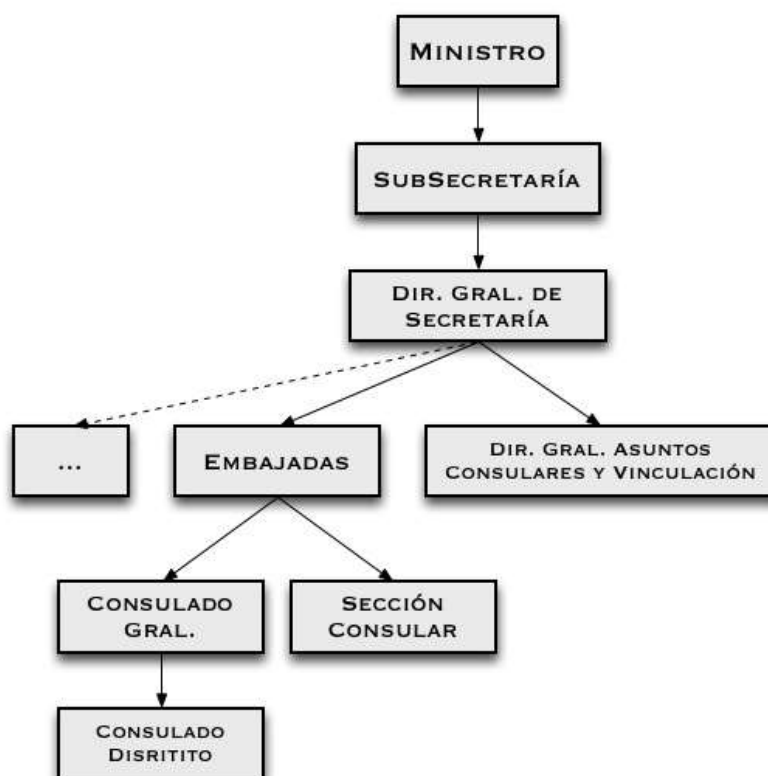 MINISTRO
SUBSECRETARÍA
DIR. GRAL. DE
SECRETARÍA
...
EMBAJADAS
DIR. GRAL. ASUNTOS
CONSULARES Y VINCULACIÓN
CONSULADO
GRAL.
SECCIÓN
CONSULAR
CONSULADO
DISRITITO